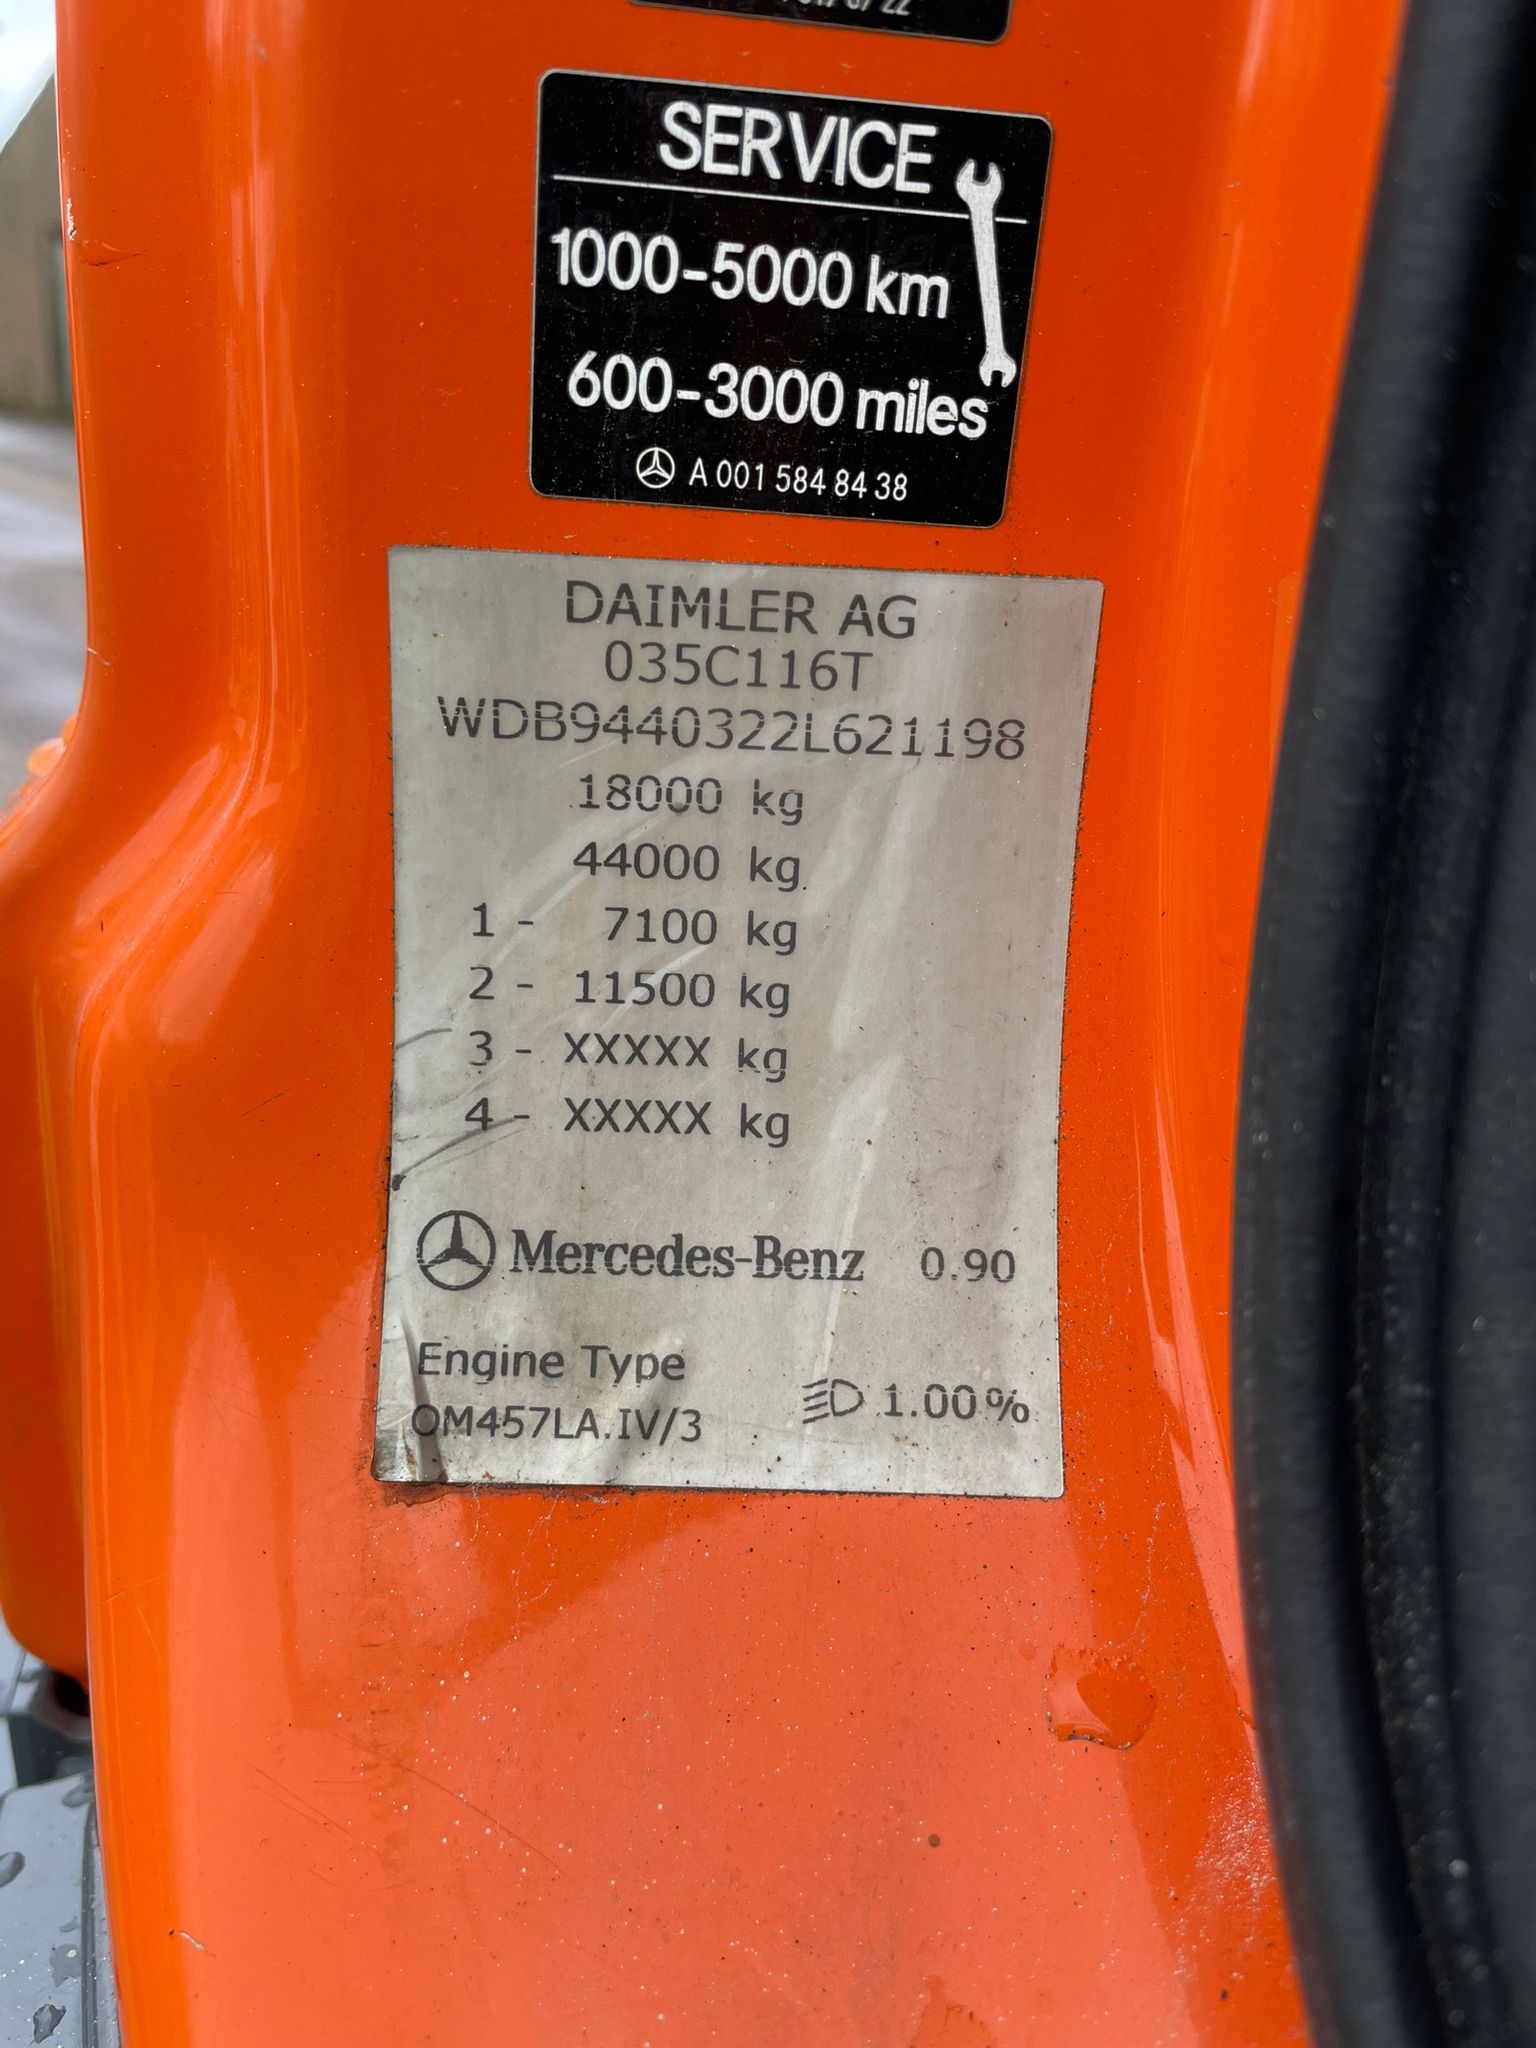 SERVICE
1000-5000 km
600-3000 miles
A 001 584 84 38
DAIMLER AG
035C116T
WDB9440322L621198
18000 kg
44000 kg
1 - 7100 kg
2 - 11500 kg
3 - XXXXX kg
4 - XXXXX kg
Mercedes-Benz 0.90
Engine Type
OM457LA.IV/3 1.00%